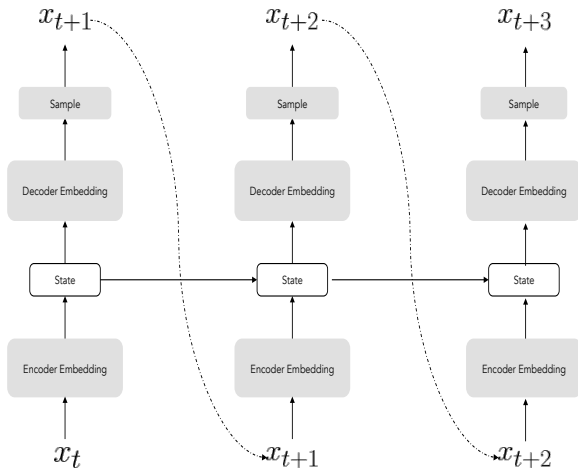 x_{t+1} x_{t+2} x_{t+3}
Sample Sample Sample
Decoder Embedding Decoder Embedding Decoder Embedding
State State State
Encoder Embedding Encoder Embedding Encoder Embedding
x_t x_{t+1} x_{t+2}